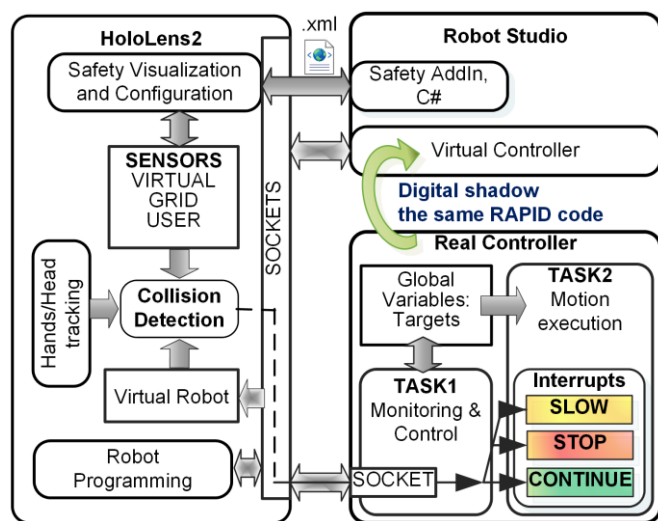 HoloLens2
Safety Visualization
and Configuration
SENSORS
VIRTUAL
GRID
USER
Hands/Head
tracking
Collision
Detection
Virtual Robot
Robot
Programming
SOCKETS
.xml
Robot Studio
Safety AddIn,
C#
Virtual Controller
Digital shadow
the same RAPID code
Real Controller
Global
Variables:
Targets
TASK2
Motion
execution
TASK1
Monitoring &
Control
SOCKET
Interrupts
SLOW
STOP
CONTINUE